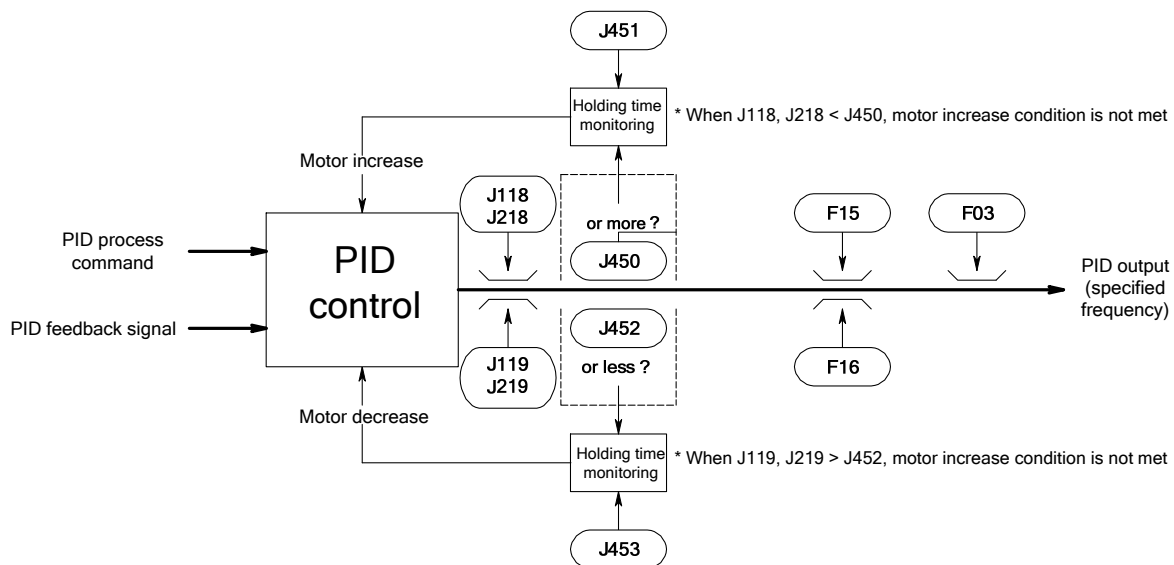 J451
Holding time
monitoring
* When J118, J218 < J450, motor increase condition is not met
Motor increase
J118
J218
or more ?
J450
F15
F03
PID process
command
PID
control
PID output
(specified
frequency)
PID feedback signal
J452
or less ?
J119
J219
F16
Motor decrease
Holding time
monitoring
* When J119, J219 > J452, motor increase condition is not met
J453